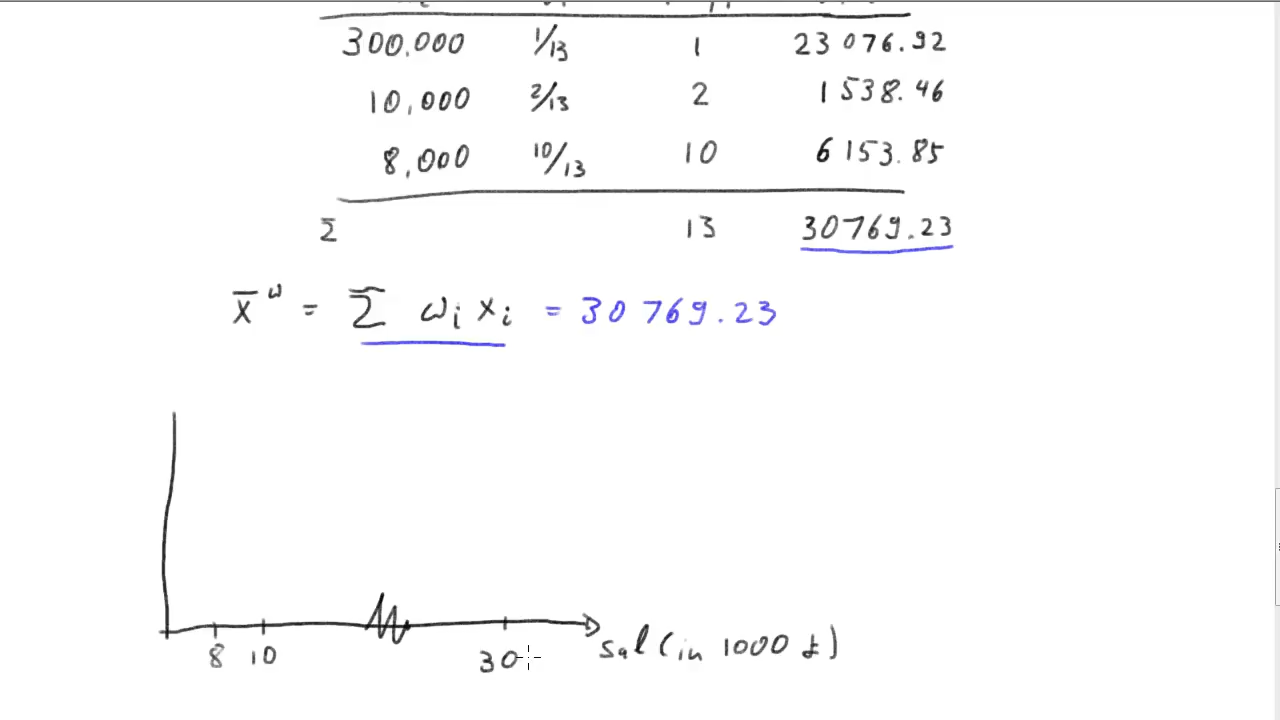 300,000 1/13 1 23 076.92
10,000 2/13 2 1 538.46
8,000 10/13 10 6 153.85
Σ 13 30769.23
x̄ʷ = Σ ωᵢ xᵢ = 30 769.23
8 10 30 sal (in 1000 £)